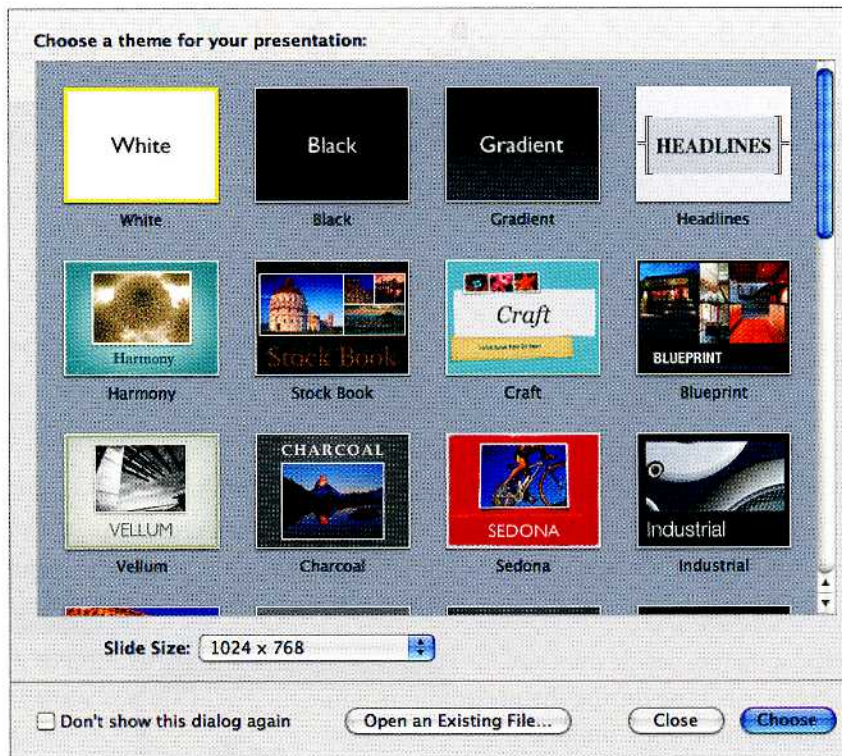 Choose a theme for your presentation:
White
Black
Gradient
HEADLINES
White
Black
Gradient
Headlines
Harmony
Stock Book
Craft
BLUEPRINT
Harmony
Stock Book
Craft
Blueprint
VELLUM
CHARCOAL
SEDONA
Industrial
Vellum
Charcoal
Sedona
Industrial
Slide Size: 1024 x 768
Don't show this dialog again
Open an Existing File...
Close
Choose